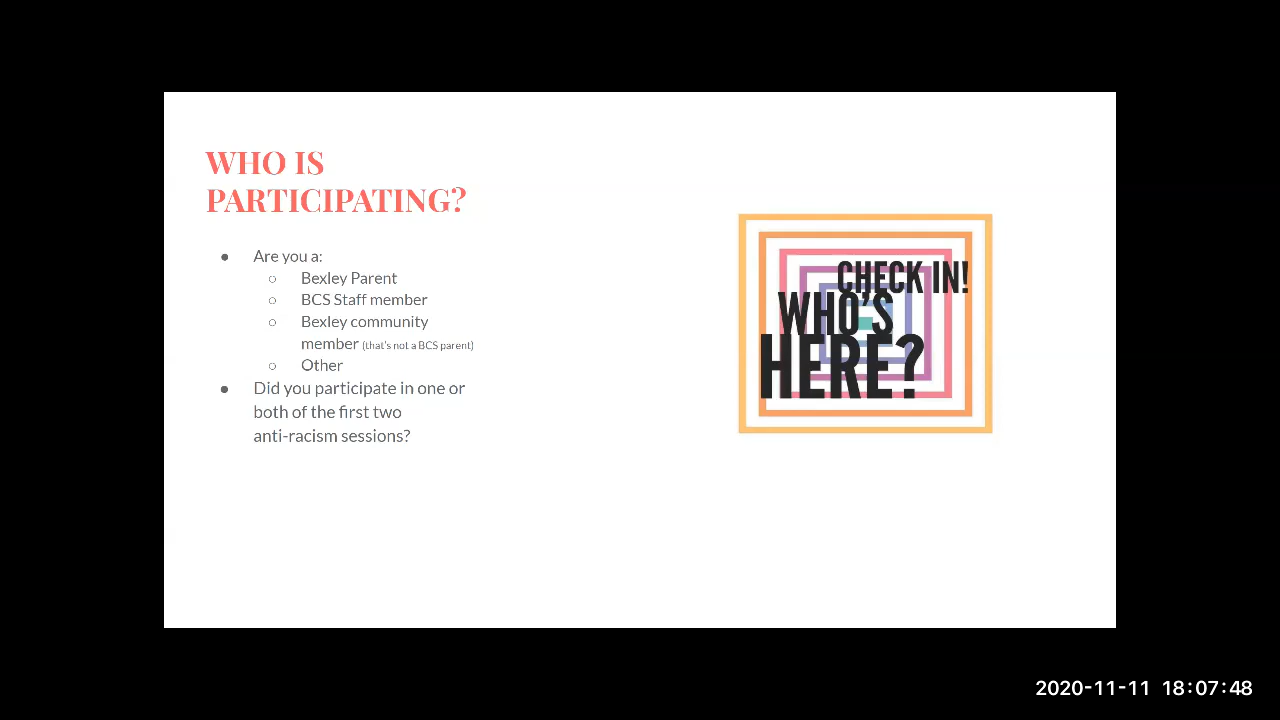 WHO IS
PARTICIPATING?
● Are you a:
○ Bexley Parent
○ BCS Staff member
○ Bexley community
member (that's not a BCS parent)
○ Other
● Did you participate in one or
both of the first two
anti-racism sessions?
CHECK IN!
WHO'S
HERE?
2020-11-11 18:07:48